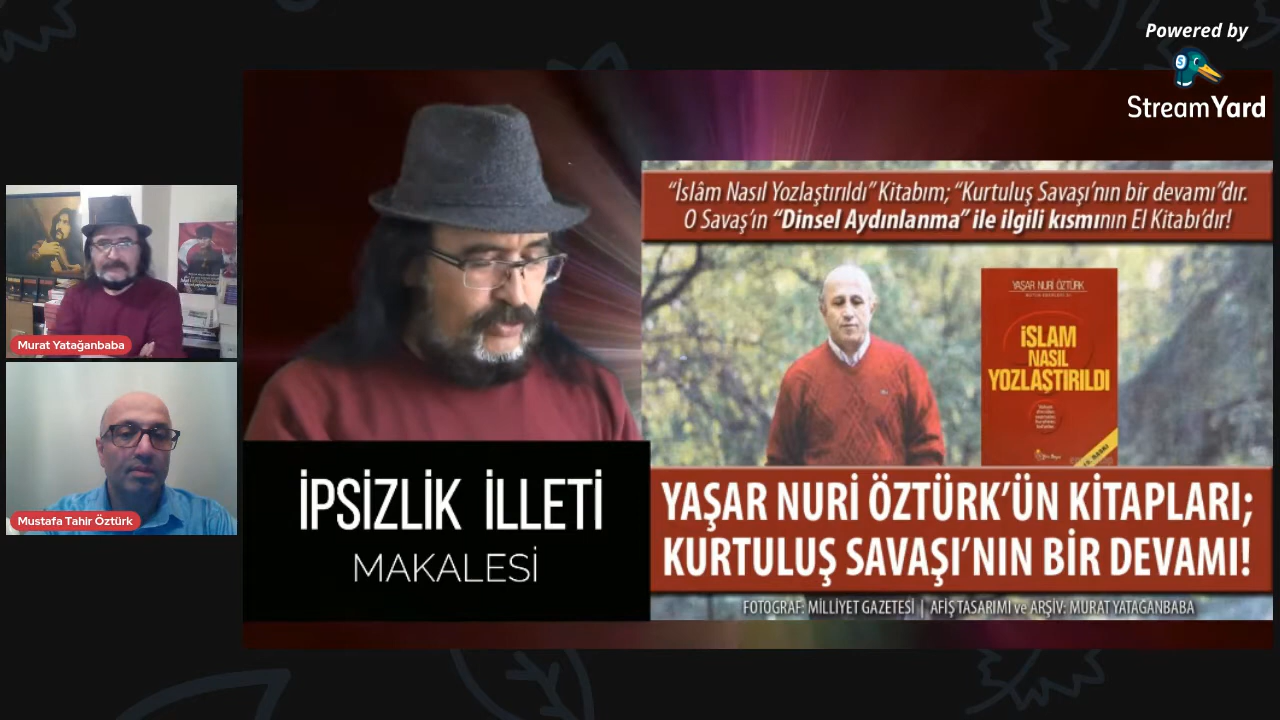 Powered by
StreamYard
Murat Yatağanbaba
Mustafa Tahir Öztürk
İPSİZLİK İLLETİ
MAKALESİ
“İslâm Nasıl Yozlaştırıldı” Kitabım; “Kurtuluş Savaşı’nın bir devamı”dır.
O Savaş’ın “Dinsel Aydınlanma” ile ilgili kısmının El Kitabı’dır!
YAŞAR NURİ ÖZTÜRK
İSLAM
NASIL
YOZLAŞTIRILDI
YAŞAR NURİ ÖZTÜRK’ÜN KİTAPLARI;
KURTULUŞ SAVAŞI’NIN BİR DEVAMI!
FOTOGRAF: MİLLİYET GAZETESİ | AFİŞ TASARIMI ve ARŞİV: MURAT YATAGANBABA